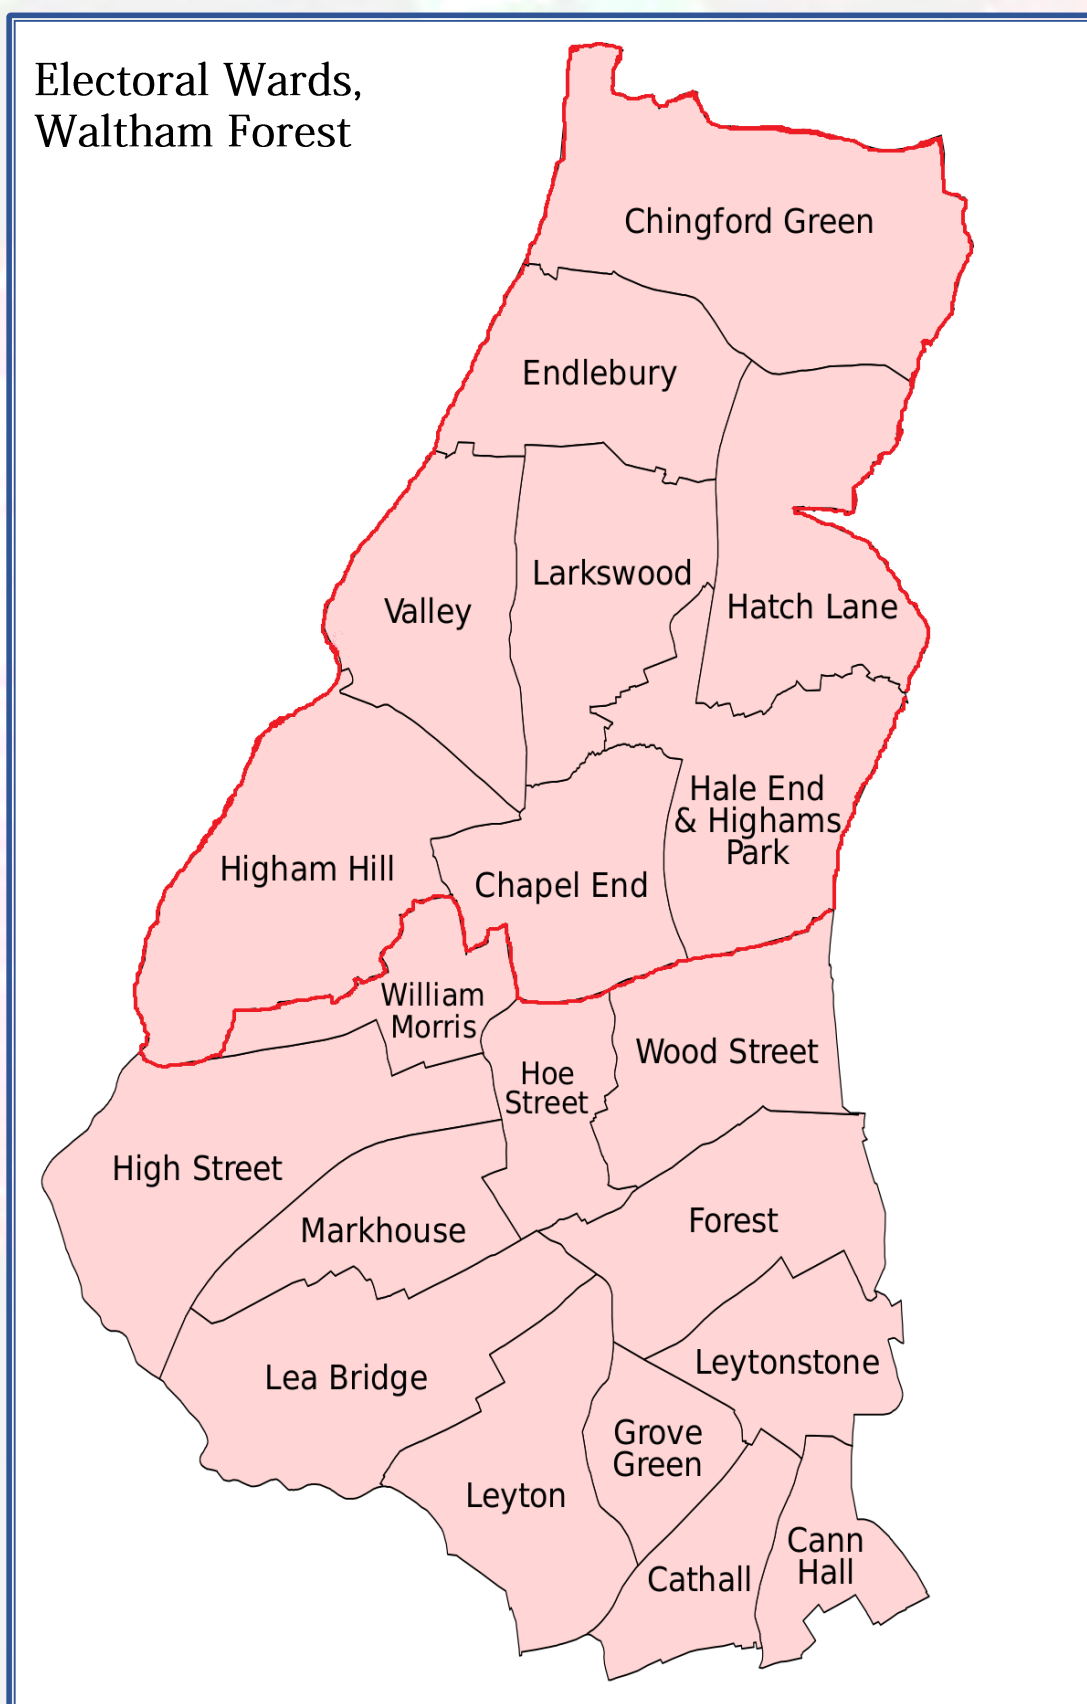 Electoral Wards,
Waltham Forest
Chingford Green
Endlebury
Larkswood
Valley
Hatch Lane
Hale End
& Highams
Park
Higham Hill
Chapel End
William
Morris
Hoe
Street
Wood Street
High Street
Markhouse
Forest
Lea Bridge
Leytonstone
Grove
Green
Leyton
Cann
Hall
Cathall